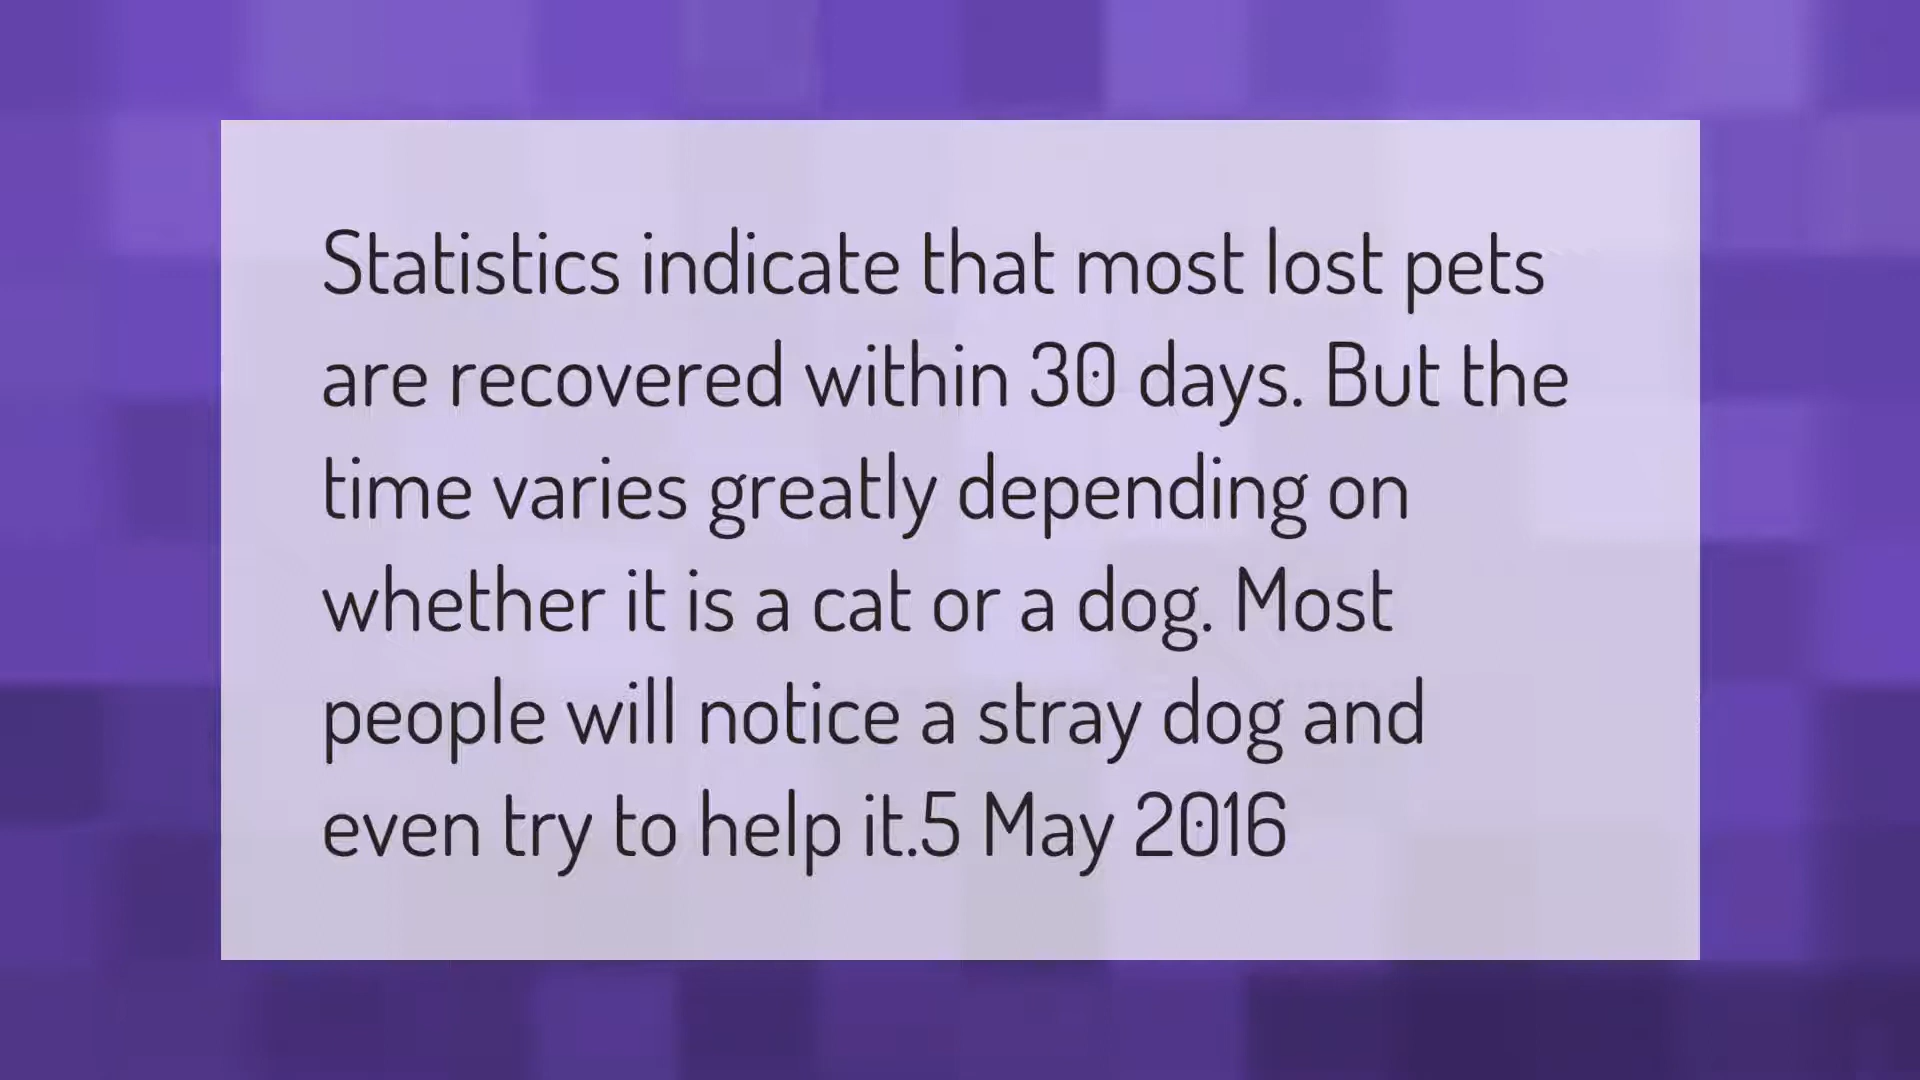 Statistics indicate that most lost pets
are recovered within 30 days. But the
time varies greatly depending on
whether it is a cat or a dog. Most
people will notice a stray dog and
even try to help it.5 May 2016